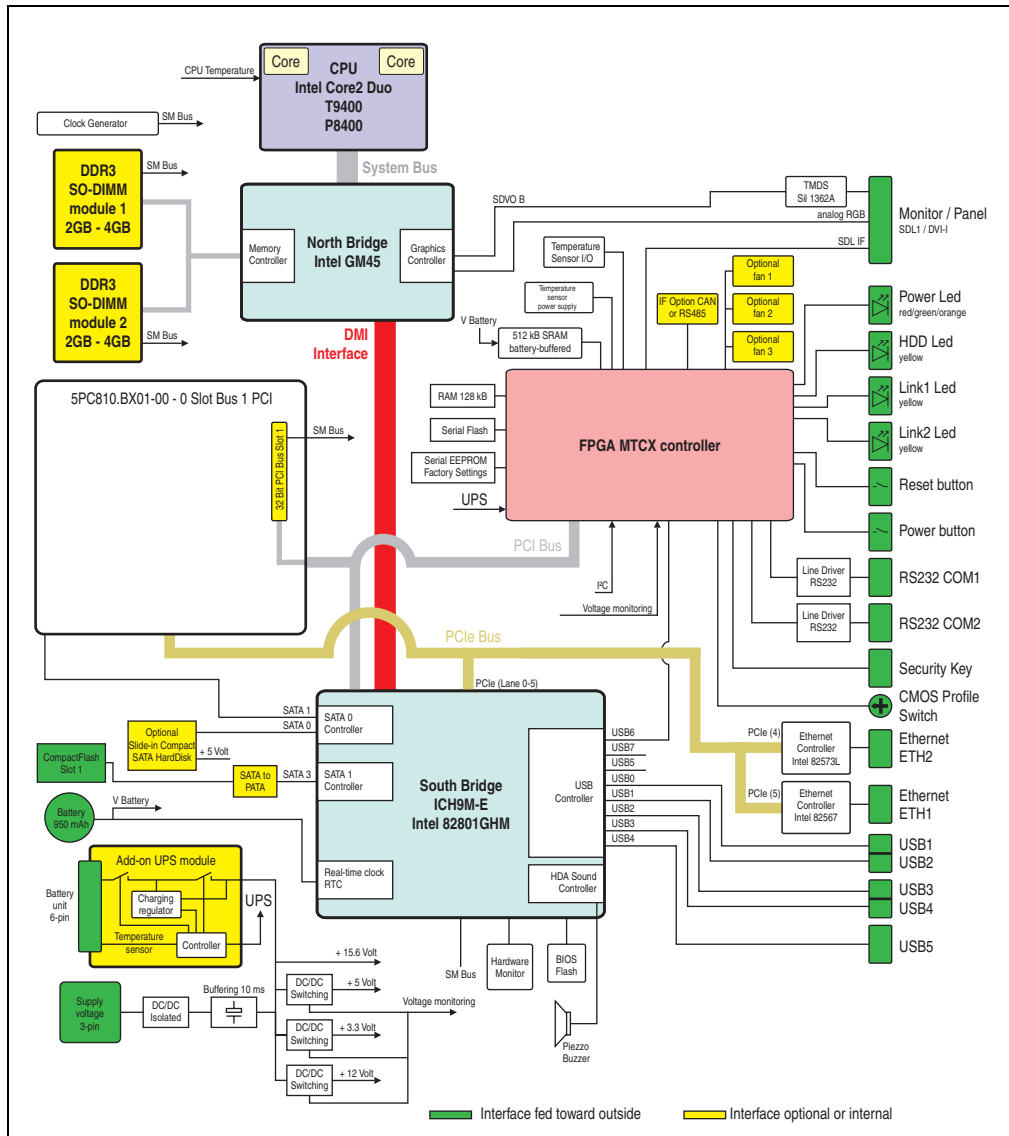 Core
Core
CPU
Intel Core2 Duo
T9400
P8400
CPU Temperature
Clock Generator
SM Bus
System Bus
DDR3
SO-DIMM
module 1
2GB - 4GB
SM Bus
DDR3
SO-DIMM
module 2
2GB - 4GB
SM Bus
Memory
Controller
North Bridge
Intel GM45
Graphics
Controller
SDVO B
TMDS
Sil 1362A
analog RGB
SDL IF
Monitor / Panel
SDL1 / DVI-I
Temperature
Sensor I/O
Temperature
sensor
power supply
V Battery
512 kB SRAM
battery-buffered
IF Option CAN
or RS485
Optional
fan 1
Optional
fan 2
Optional
fan 3
Power Led
red/green/orange
HDD Led
yellow
Link1 Led
yellow
Link2 Led
yellow
Reset button
Power button
DMI
Interface
5PC810.BX01-00 - 0 Slot Bus 1 PCI
32 Bit PCI Bus Slot 1
SM Bus
RAM 128 kB
Serial Flash
Serial EEPROM
Factory Settings
UPS
FPGA MTCX controller
PCI Bus
I²C
Voltage monitoring
Line Driver
RS232
RS232 COM1
Line Driver
RS232
RS232 COM2
Security Key
CMOS Profile
Switch
PCIe Bus
PCIe (Lane 0-5)
PCIe (4)
Ethernet
Controller
Intel 82573L
Ethernet
ETH2
PCIe (5)
Ethernet
Controller
Intel 82567
Ethernet
ETH1
SATA 1
SATA 0
SATA 0
Controller
Optional
Slide-in Compact
SATA HardDisk
+ 5 Volt
CompactFlash
Slot 1
SATA to
PATA
SATA 3
SATA 1
Controller
South Bridge
ICH9M-E
Intel 82801GHM
USB
Controller
USB6
USB7
USB5
USB0
USB1
USB2
USB3
USB4
USB1
USB2
USB3
USB4
USB5
V Battery
Battery
950 mAh
Real-time clock
RTC
HDA Sound
Controller
Add-on UPS module
Battery
unit
6-pin
Charging
regulator
UPS
Temperature
sensor
Controller
SM Bus
Hardware
Monitor
BIOS
Flash
Piezzo
Buzzer
Supply
voltage
3-pin
DC/DC
Isolated
Buffering 10 ms
+ 15.6 Volt
DC/DC
Switching
+ 5 Volt
Voltage monitoring
DC/DC
Switching
+ 3.3 Volt
DC/DC
Switching
+ 12 Volt
Interface fed toward outside
Interface optional or internal